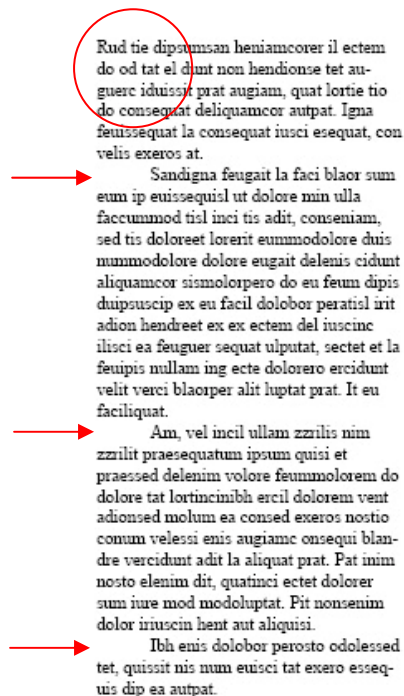 Rud tie dipsumsan heniamcorer il ectem
do od tat el dunt non hendionse tet au-
guerc iduissit prat augiam, quat lortie tio
do consequat deliquamcor autpat. Igna
feuissequat la consequat iusci esequat, con
velis exeros at.
Sandigna feugait la faci blaor sum
eum ip euissequisl ut dolore min ulla
faccummod tisl inci tis adit, conseniam,
sed tis doloreet lorerit eummodolore duis
nummodolore dolore eugait delenis cidunt
aliquamcor sismolorpero do eu feum dipis
duipsuscip ex eu facil dolobor peratisl irit
adion hendreet ex ex ectem del iuscinc
ilisci ea feuguer sequat ulputat, sectet et la
feuipis nullam ing ecte dolorero ercidunt
velit verci blaorper alit luptat prat. It eu
faciliquat.
Am, vel incil ullam zzrilis nim
zzrilit praesequatum ipsum quisi et
praessed delenim volore feummolorem do
dolore tat lortincinibh ercil dolorem vent
adionsed molum ea consed exeros nostio
conum velessi enis augiamc onsequi blan-
dre vercidunt adit la aliquat prat. Pat inim
nosto elenim dit, quatinci ectet dolorer
sum iure mod modoluptat. Pit nonsenim
dolor iriuscin hent aut aliquisi.
Ibh enis dolobor perosto odolessed
tet, quissit nis num euisci tat exero esseq-
uis dip ea autpat.